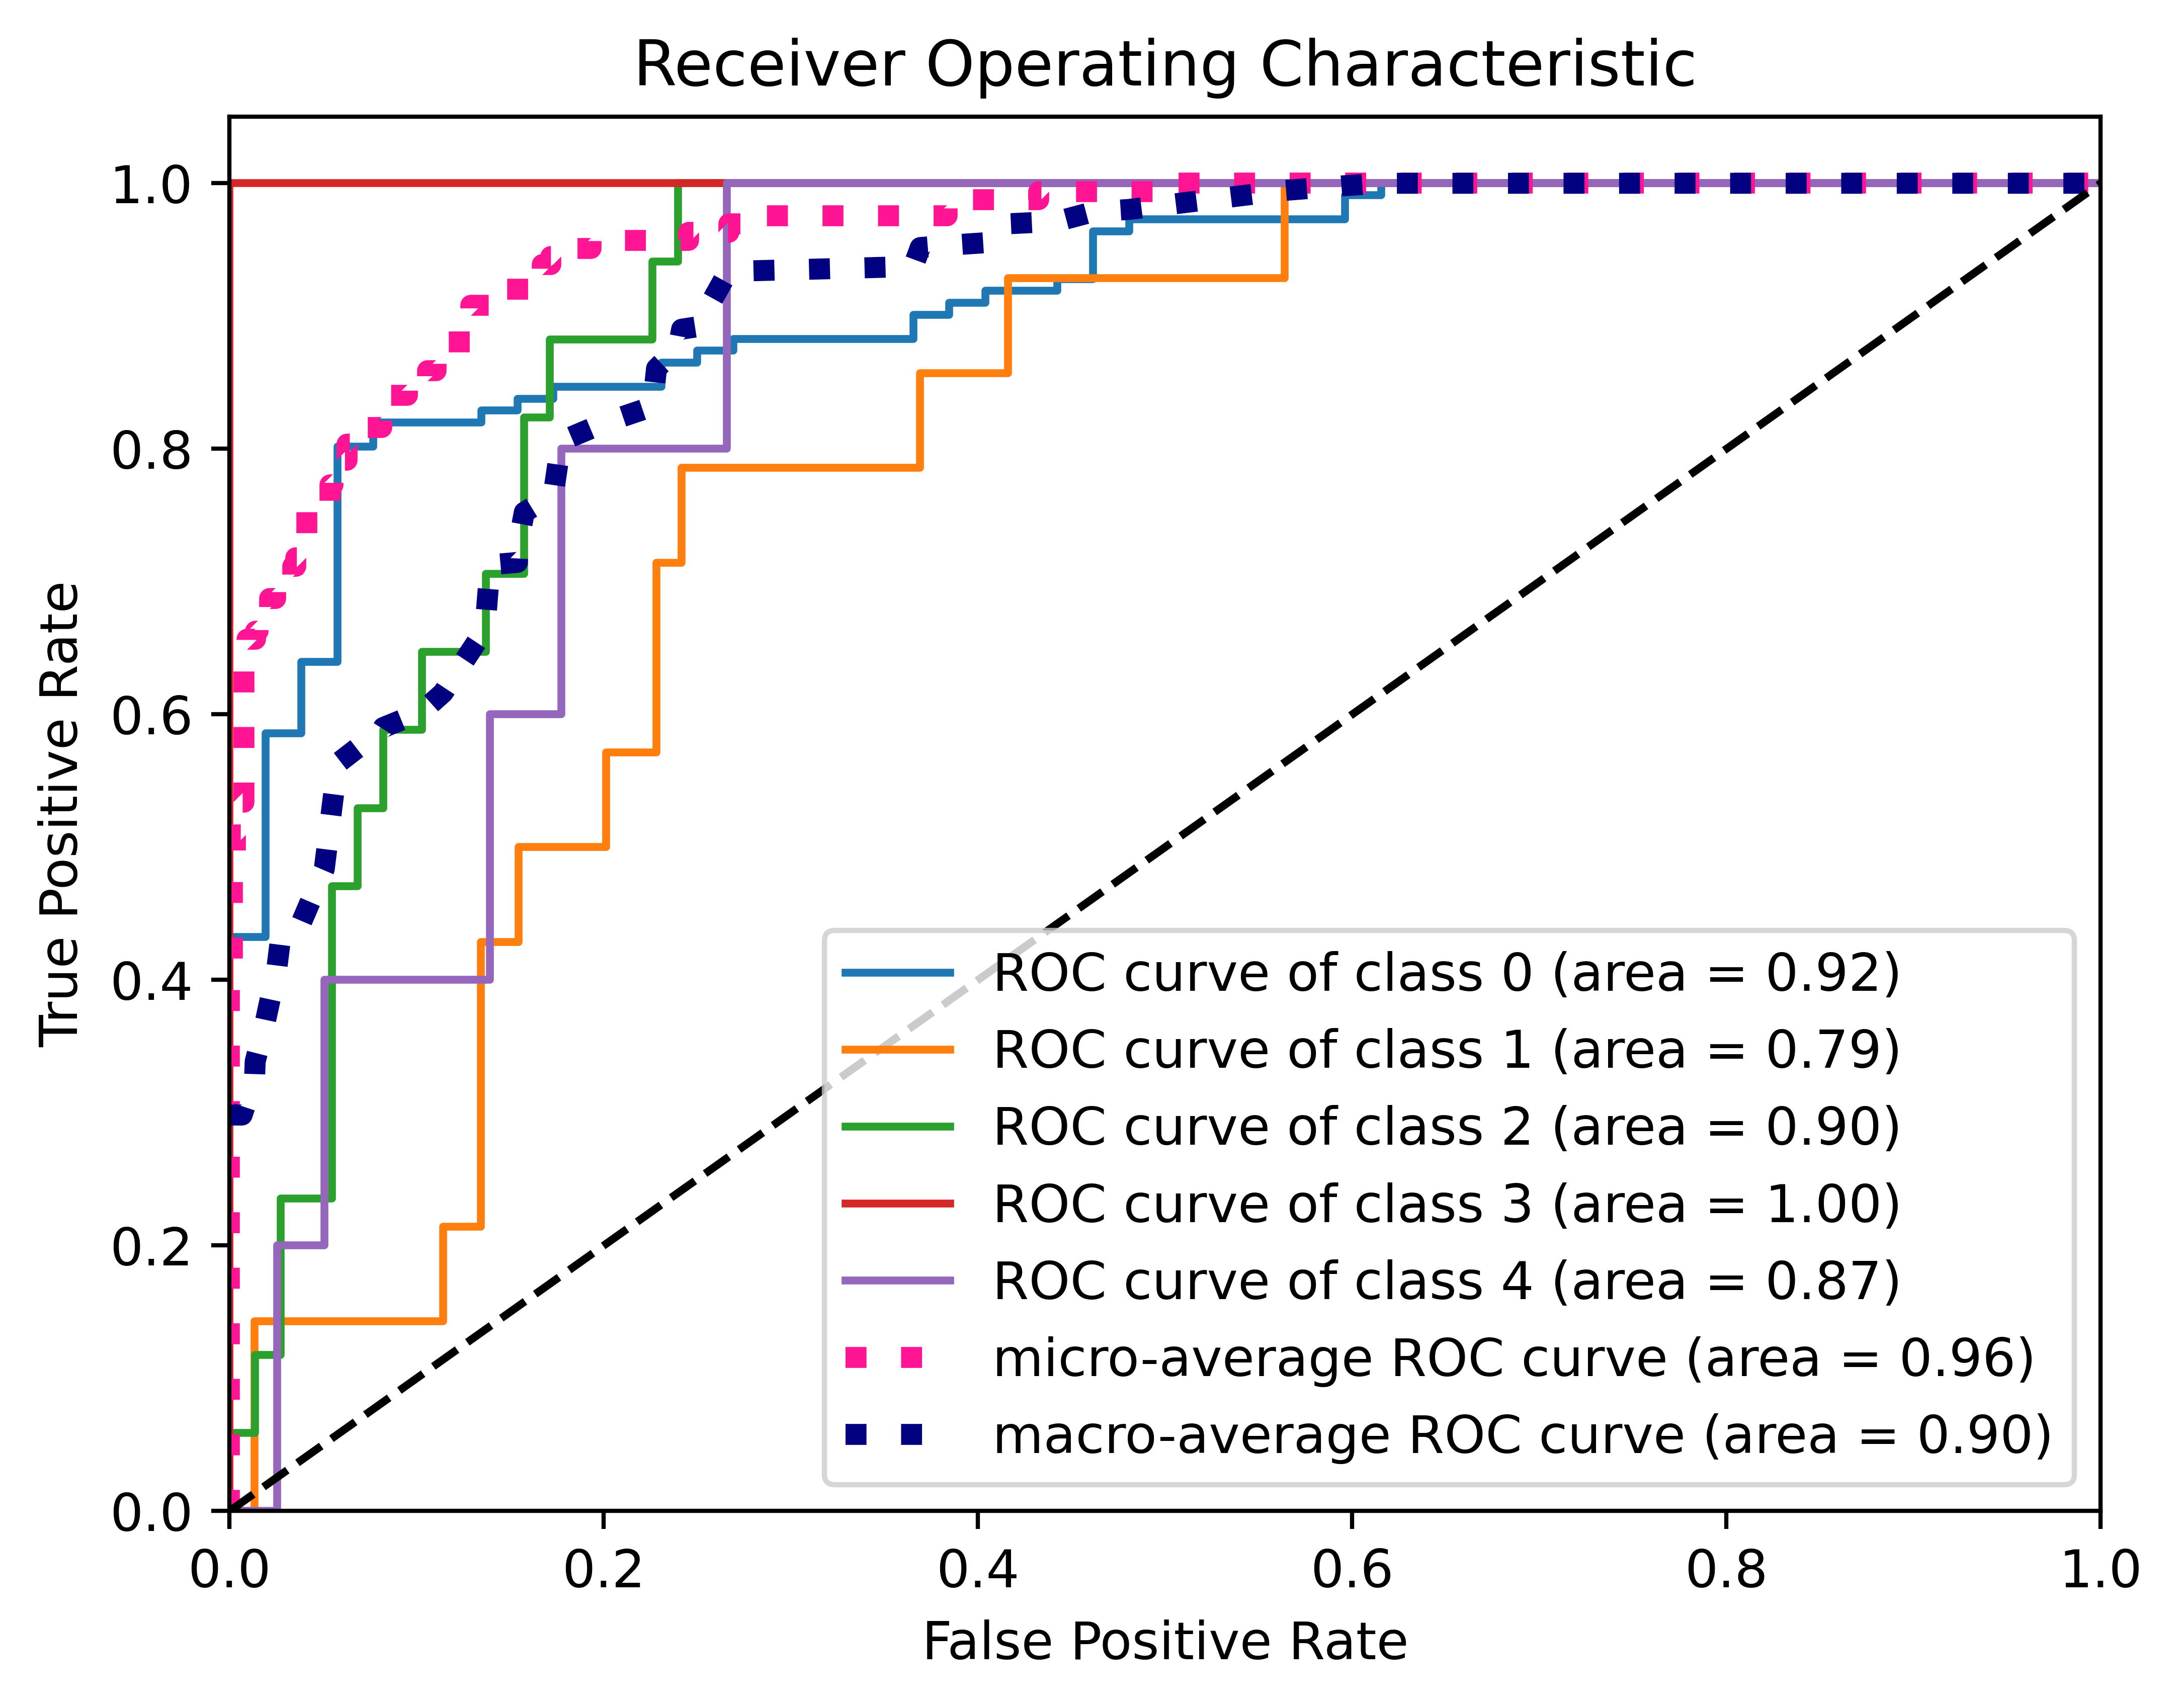 Receiver Operating Characteristic
1.0
0.8
0.6
0.4
0.2
0.0
True Positive Rate
ROC curve of class 0 (area = 0.92)
ROC curve of class 1 (area = 0.79)
ROC curve of class 2 (area = 0.90)
ROC curve of class 3 (area = 1.00)
ROC curve of class 4 (area = 0.87)
micro-average ROC curve (area = 0.96)
macro-average ROC curve (area = 0.90)
0.0 0.2 0.4 0.6 0.8 1.0
False Positive Rate